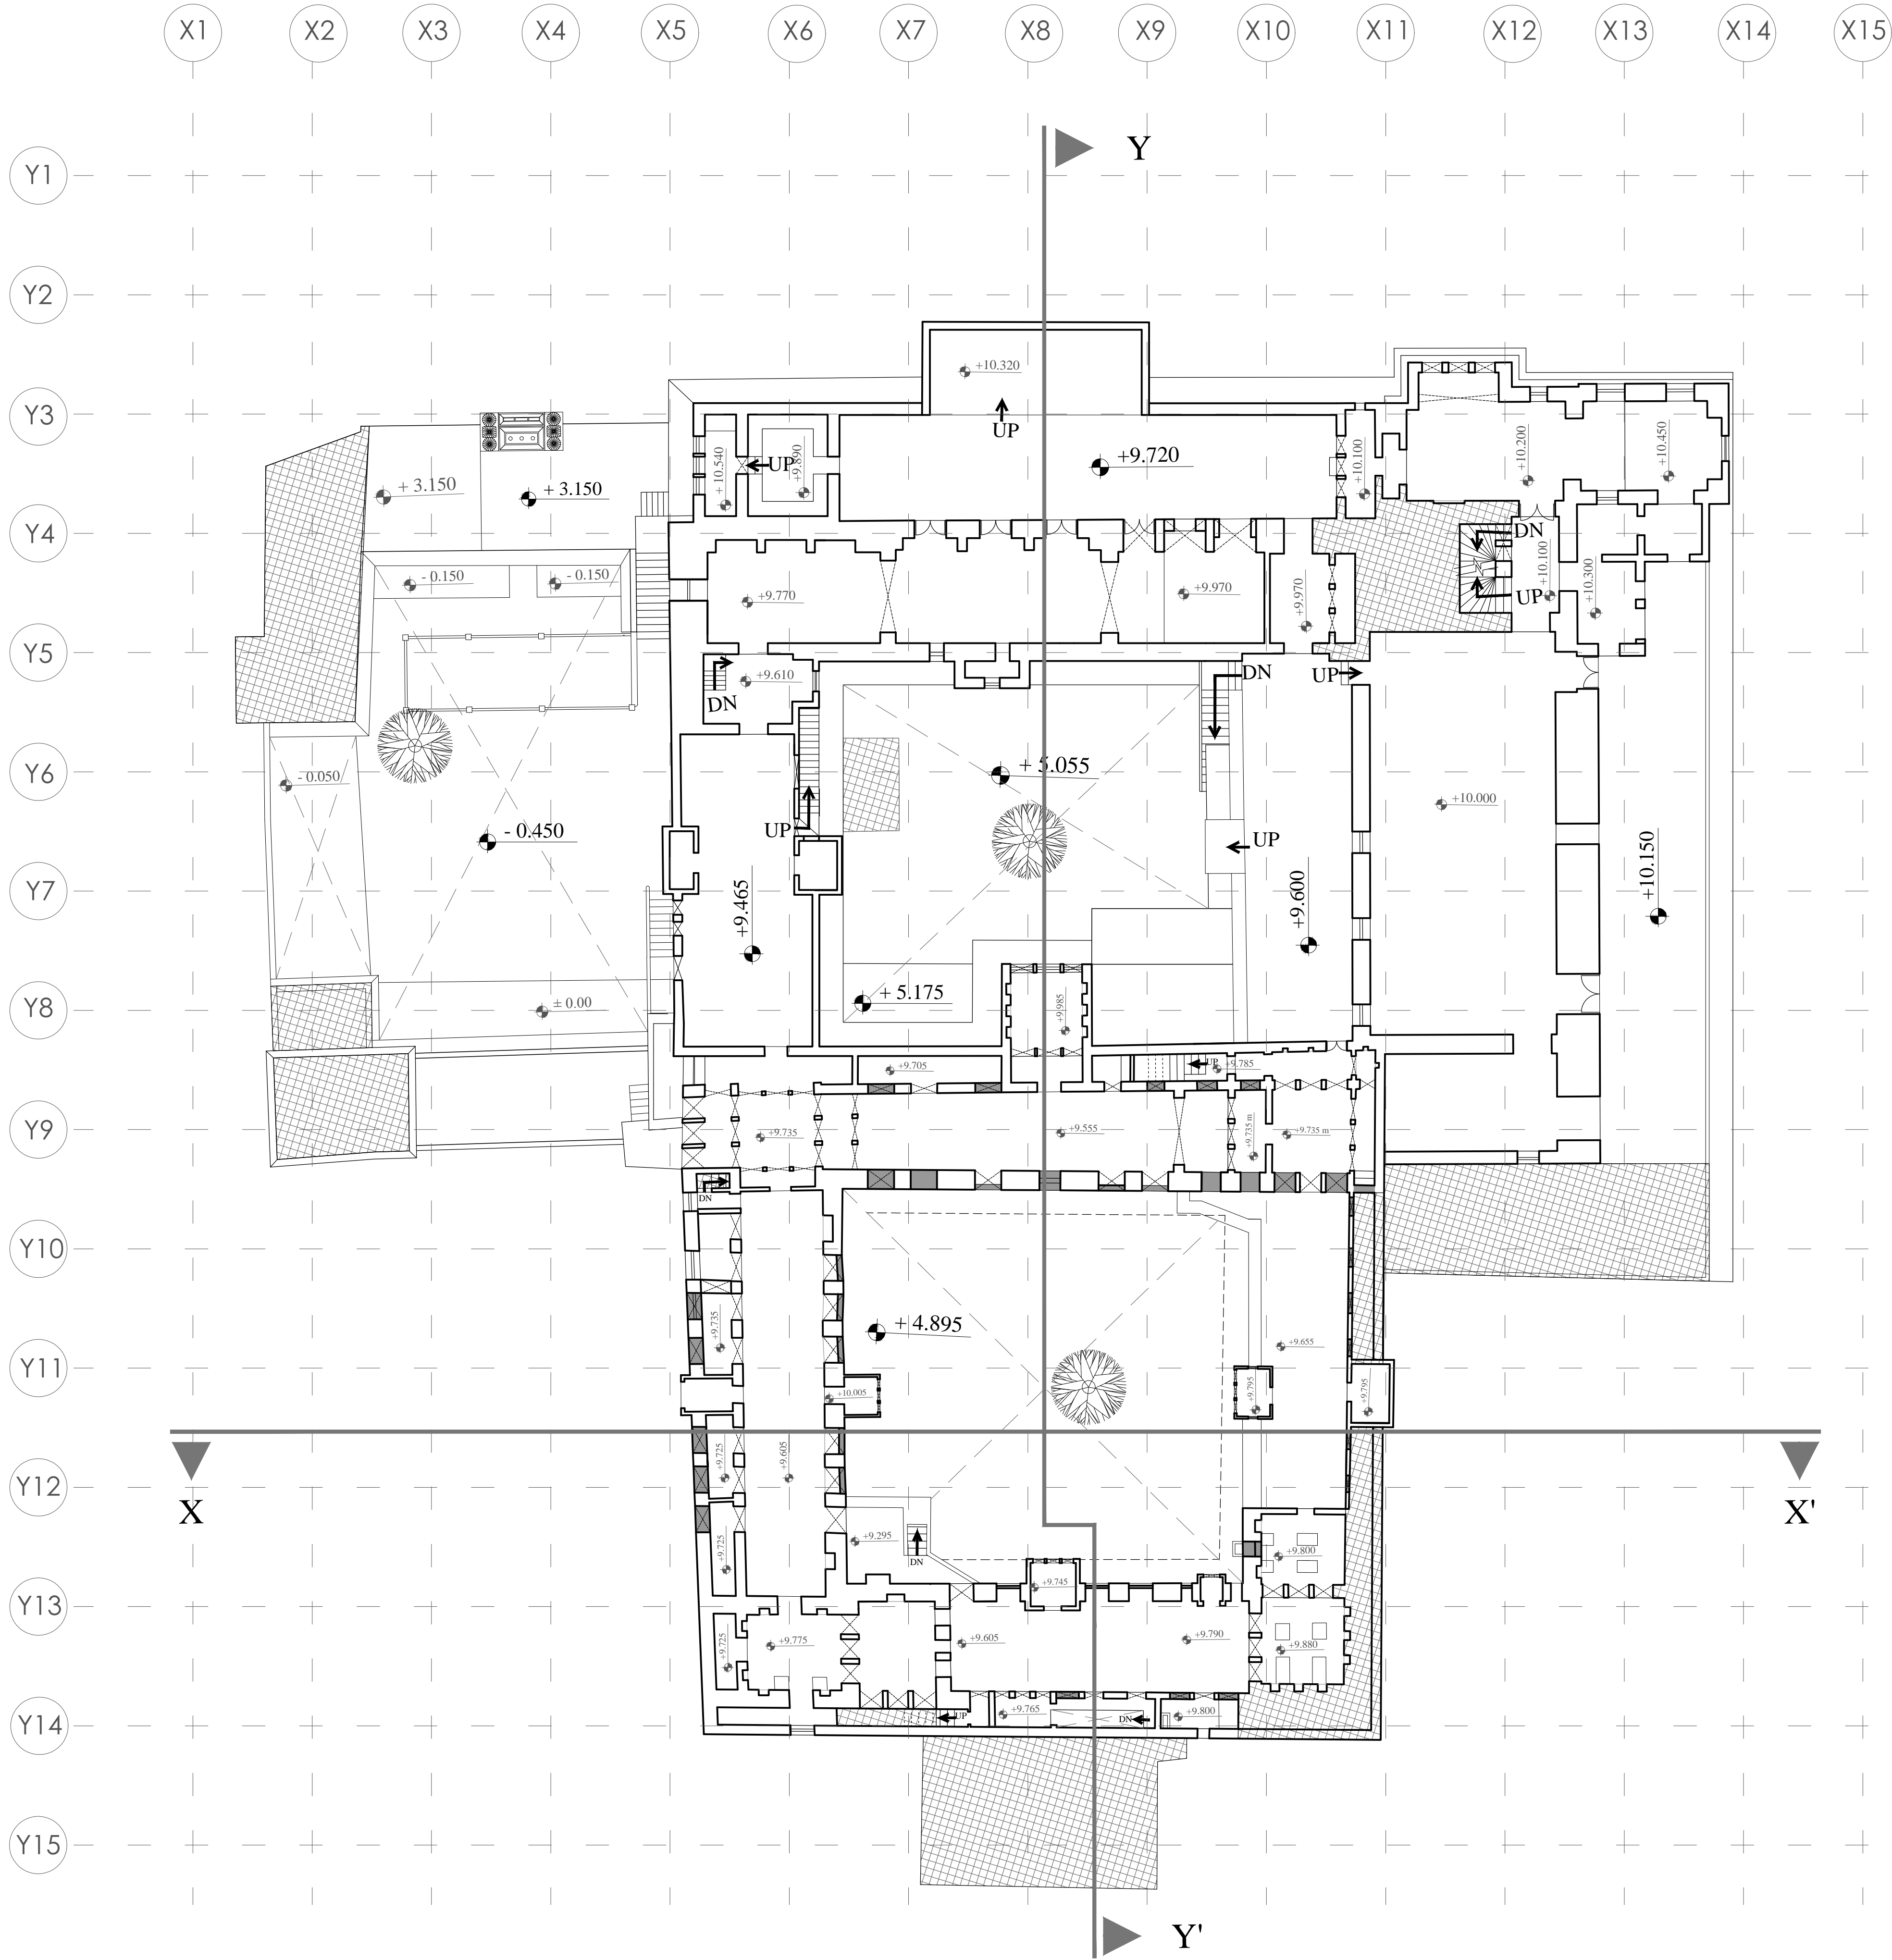 X1 X2 X3 X4 X5 X6 X7 X8 X9 X10 X11 X12 X13 X14 X15
Y
Y1
Y2
+10.320
Y3
UP
+ 10.540
UP
+9.890
+9.720
+10.100
+10.200
+10.450
+ 3.150
+ 3.150
Y4
DN
- 0.150
- 0.150
+9.770
+9.970
+9.970
UP
+10.100
+10.300
Y5
DN
+9.610
DN
UP
Y6
- 0.050
+ 5.055
+10.000
- 0.450
UP
UP
Y7
+9.465
+9.600
+10.150
+ 5.175
+9.985
Y8
± 0.00
+9.705
UP
+9.785
Y9
+9.735
+9.555
+9.735 m
+9.735 m
DN
Y10
+9.735
+ 4.895
+9.655
Y11
+10.005
+9.795
+9.795
X
X'
Y12
+9.725
+9.605
+9.725
+9.295
DN
+9.800
+9.745
Y13
+9.725
+9.775
+9.605
+9.790
+9.880
Y14
UP
+9.765
DN
+9.800
Y15
Y'